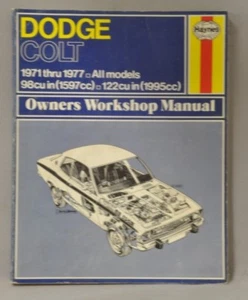 DODGE
Haynes
COLT
1971 thru 1977 □ All models
98cu in (1597cc) □ 122cu in (1995cc)
Owners Workshop Manual